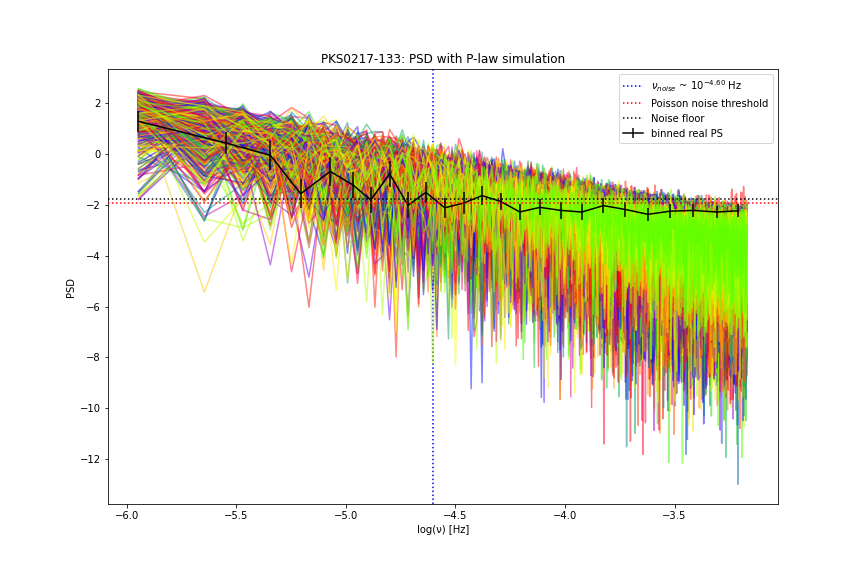 PKS0217-133: PSD with P-law simulation
ν_noise ~ 10^−4.60 Hz
Poisson noise threshold
Noise floor
binned real PS
2
0
−2
−4
−6
−8
−10
−12
PSD
−6.0 −5.5 −5.0 −4.5 −4.0 −3.5
log(ν) [Hz]